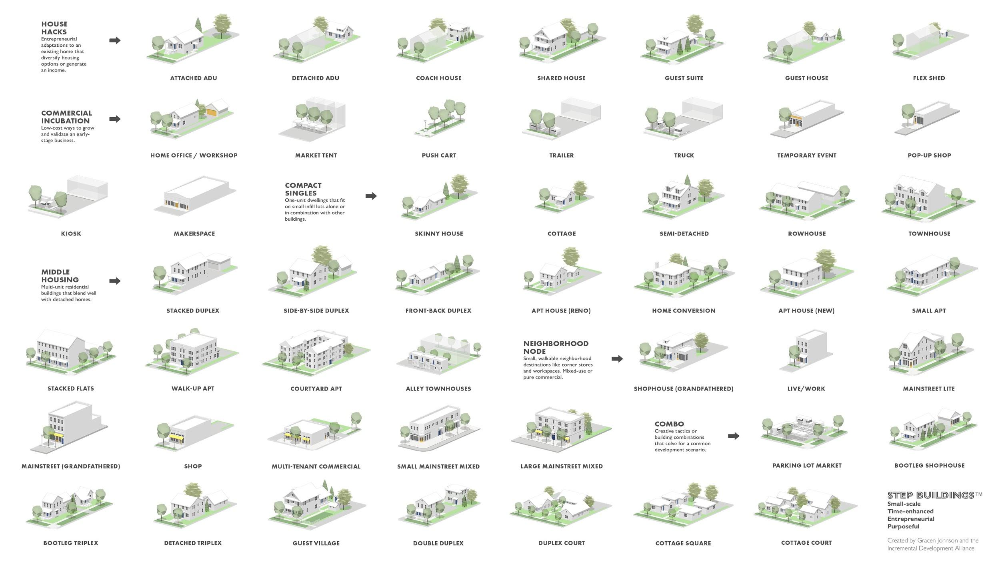 HOUSE
HACKS
Entrepreneurial
adaptations to an
existing home that
diversify housing
options or generate
an income.
ATTACHED ADU
DETACHED ADU
COACH HOUSE
SHARED HOUSE
GUEST SUITE
GUEST HOUSE
FLEX SHED
COMMERCIAL
INCUBATION
Low-cost ways to grow
and validate an early-
stage business.
HOME OFFICE / WORKSHOP
MARKET TENT
PUSH CART
TRAILER
TRUCK
TEMPORARY EVENT
POP-UP SHOP
KIOSK
MAKERSPACE
COMPACT
SINGLES
One-unit dwellings that fit
on small infill lots alone or
in combination with other
buildings.
SKINNY HOUSE
COTTAGE
SEMI-DETACHED
ROWHOUSE
TOWNHOUSE
MIDDLE
HOUSING
Multi-unit residential
buildings that blend well
with detached homes.
STACKED DUPLEX
SIDE-BY-SIDE DUPLEX
FRONT-BACK DUPLEX
APT HOUSE (RENO)
HOME CONVERSION
APT HOUSE (NEW)
SMALL APT
STACKED FLATS
WALK-UP APT
COURTYARD APT
ALLEY TOWNHOUSES
NEIGHBORHOOD
NODE
Small, walkable neighborhood
destinations like corner stores
and workspaces. Mixed-use or
pure commercial.
SHOPHOUSE (GRANDFATHERED)
LIVE/WORK
MAINSTREET LITE
MAINSTREET (GRANDFATHERED)
SHOP
MULTI-TENANT COMMERCIAL
SMALL MAINSTREET MIXED
LARGE MAINSTREET MIXED
COMBO
Creative tactics or
building combinations
that solve for a common
development scenario.
PARKING LOT MARKET
BOOTLEG SHOPHOUSE
BOOTLEG TRIPLEX
DETACHED TRIPLEX
GUEST VILLAGE
DOUBLE DUPLEX
DUPLEX COURT
COTTAGE SQUARE
COTTAGE COURT
STEP BUILDINGS™
Small-scale
Time-enhanced
Entrepreneurial
Purposeful
Created by Gracen Johnson and the
Incremental Development Alliance